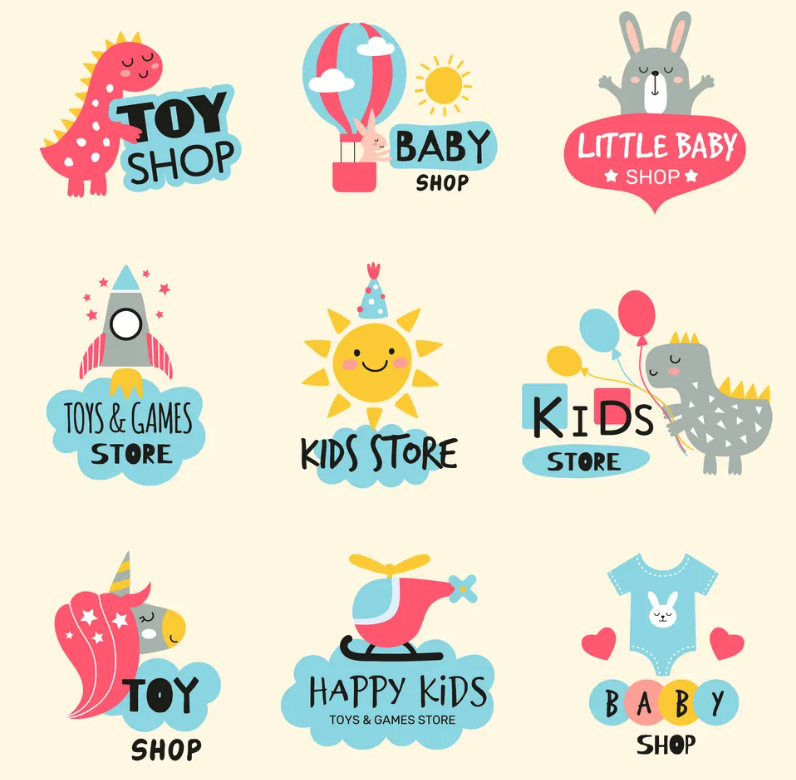 TOY
SHOP
BABY
SHOP
LITTLE BABY
SHOP
TOYS & GAMES
STORE
KIDS STORE
KiDs
STORE
TOY
SHOP
HAPPY KiDS
TOYS & GAMES STORE
BABY
SHOP